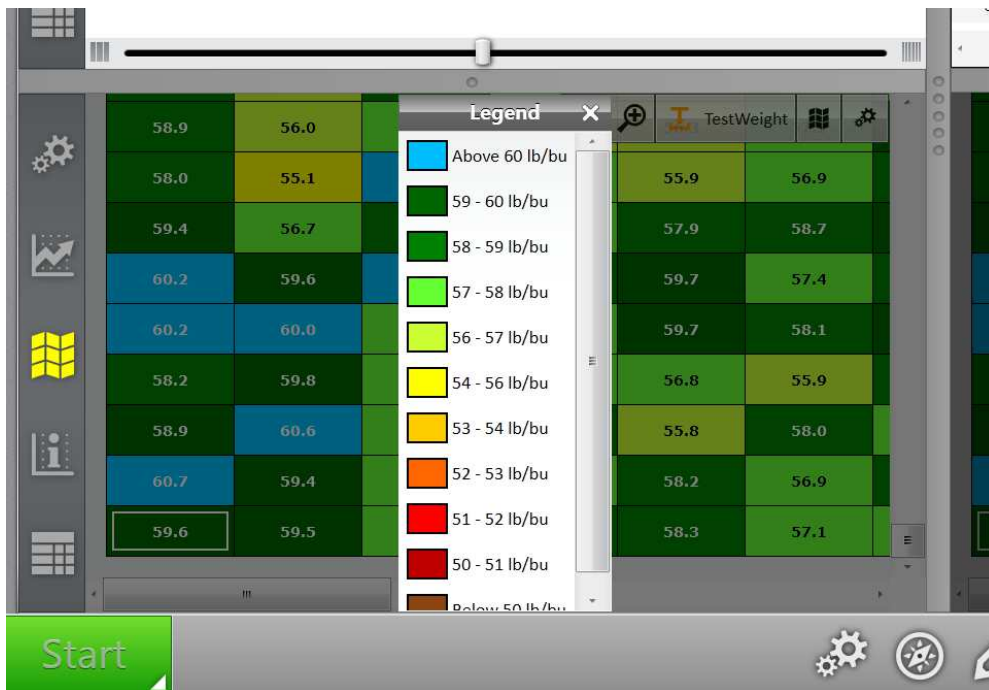 Legend
TestWeight
58.9 56.0
58.0 55.1 55.9 56.9
59.4 56.7 57.9 58.7
60.2 59.6 59.7 57.4
60.2 60.0 59.7 58.1
58.2 59.8 56.8 55.9
58.9 60.6 55.8 58.0
60.7 59.4 58.2 56.9
59.6 59.5 58.3 57.1
Above 60 lb/bu
59 - 60 lb/bu
58 - 59 lb/bu
57 - 58 lb/bu
56 - 57 lb/bu
54 - 56 lb/bu
53 - 54 lb/bu
52 - 53 lb/bu
51 - 52 lb/bu
50 - 51 lb/bu
Below 50 lb/bu
Start